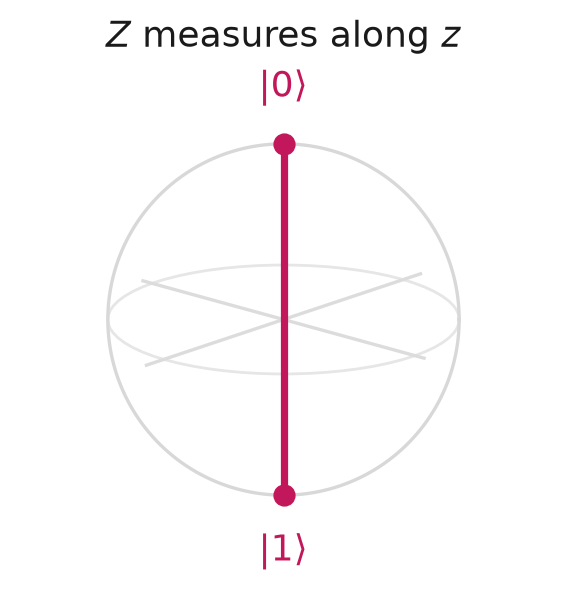 Z measures along z
|0⟩
|1⟩